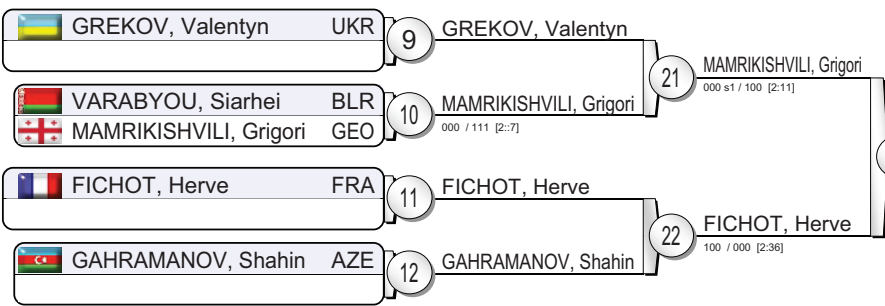 GREKOV, Valentyn UKR
9
GREKOV, Valentyn
21
MAMRIKISHVILI, Grigori
000 s1 / 100 [2:11]
VARABYOU, Siarhei BLR
MAMRIKISHVILI, Grigori GEO
10
MAMRIKISHVILI, Grigori
000 / 111 [2::7]
FICHOT, Herve FRA
11
FICHOT, Herve
22
FICHOT, Herve
100 / 000 [2:36]
GAHRAMANOV, Shahin AZE
12
GAHRAMANOV, Shahin